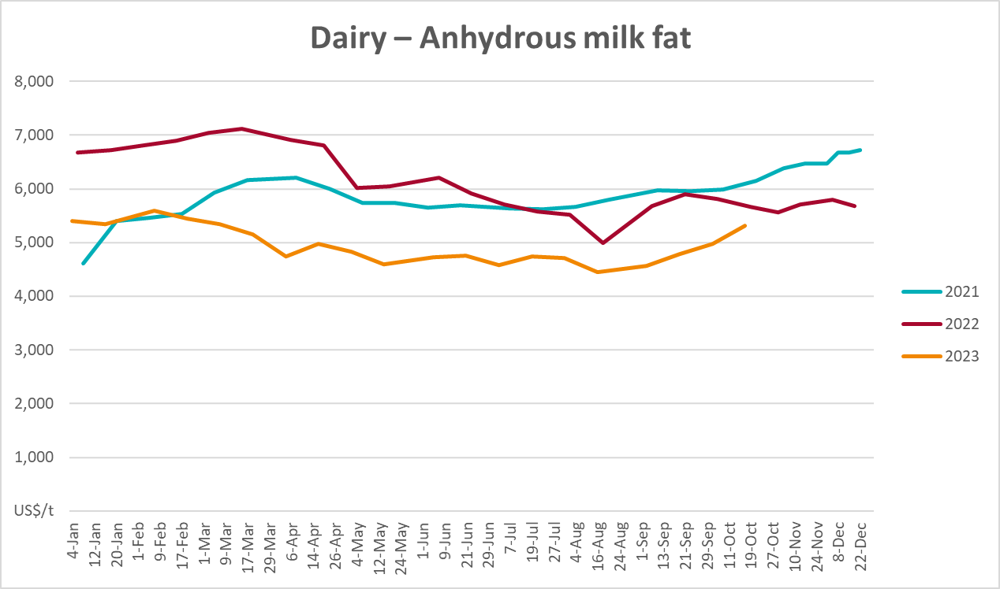 Dairy – Anhydrous milk fat
8,000
7,000
6,000
5,000
4,000
3,000
2,000
1,000
US$/t
4-Jan
12-Jan
20-Jan
1-Feb
9-Feb
17-Feb
1-Mar
9-Mar
17-Mar
29-Mar
6-Apr
14-Apr
26-Apr
4-May
12-May
24-May
1-Jun
9-Jun
21-Jun
29-Jun
7-Jul
19-Jul
27-Jul
4-Aug
16-Aug
24-Aug
1-Sep
13-Sep
21-Sep
29-Sep
11-Oct
19-Oct
27-Oct
10-Nov
24-Nov
8-Dec
22-Dec
2021
2022
2023